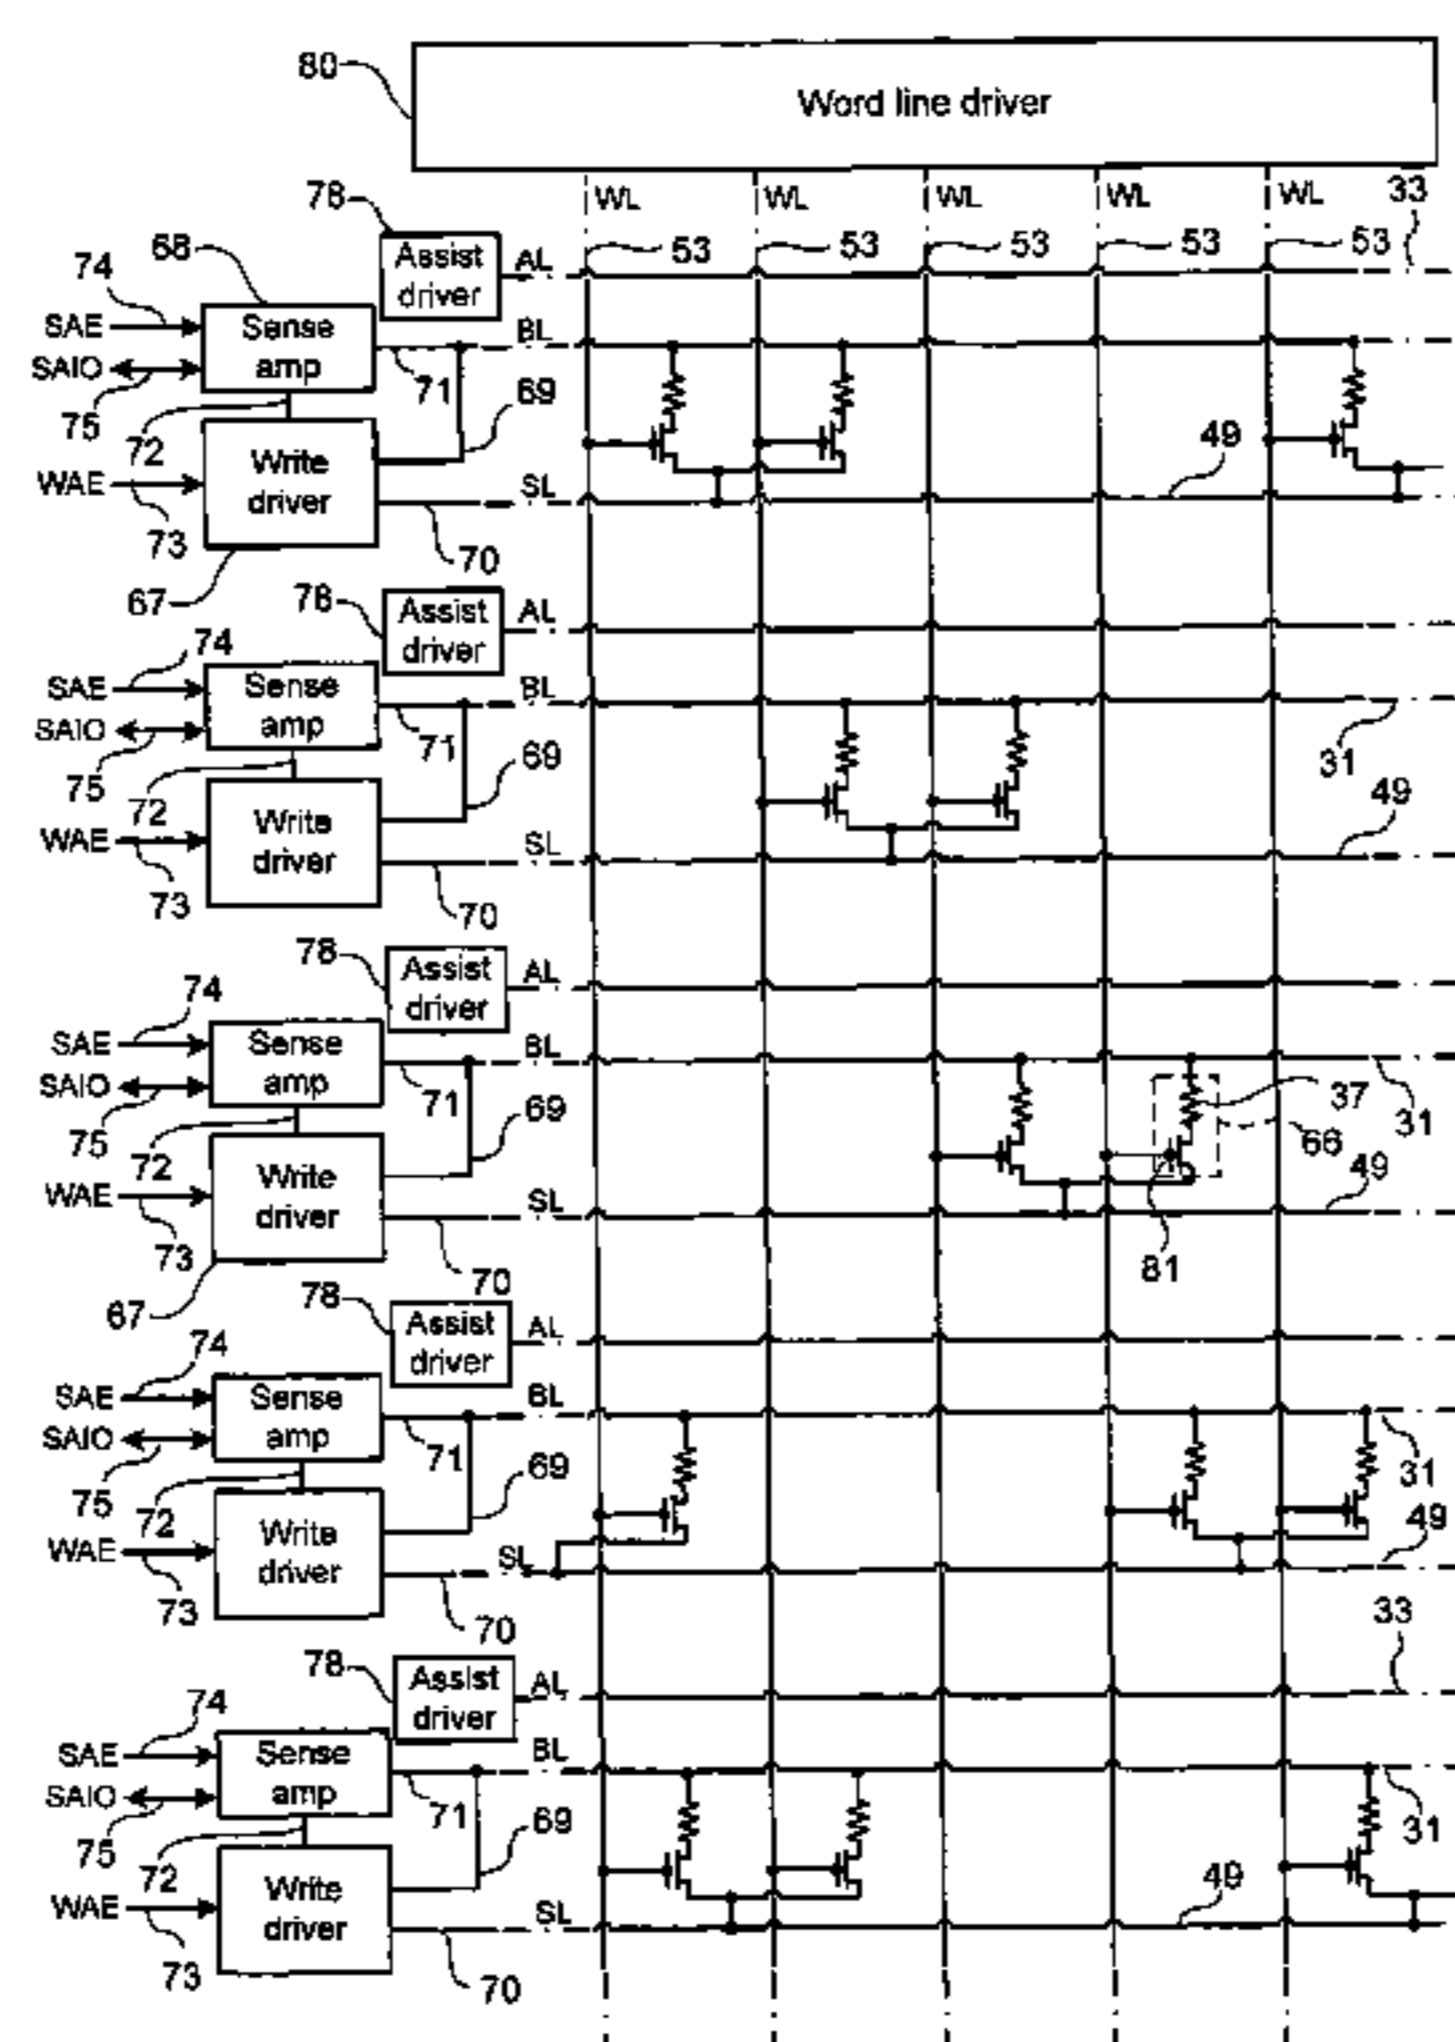 80
Word line driver
WL WL WL WL WL 33
78
53 53 53 53 53
Assist
driver
AL
68
74
SAE
Sense
amp
BL
SAIO
75
72
71
69
49
WAE
Write
driver
SL
73
70
67
78
Assist
driver
AL
74
SAE
Sense
amp
BL
SAIO
31
75
72
71
69
49
WAE
Write
driver
SL
73
70
78
Assist
driver
AL
74
SAE
Sense
amp
BL
SAIO
37
31
75
72
71
69
66
49
WAE
Write
driver
SL
73
81
70
67
78
Assist
driver
AL
74
SAE
Sense
amp
BL
SAIO
31
75
72
71
69
49
WAE
Write
driver
SL
73
70
33
78
Assist
driver
AL
74
SAE
Sense
amp
BL
SAIO
31
75
72
71
69
49
WAE
Write
driver
SL
73
70